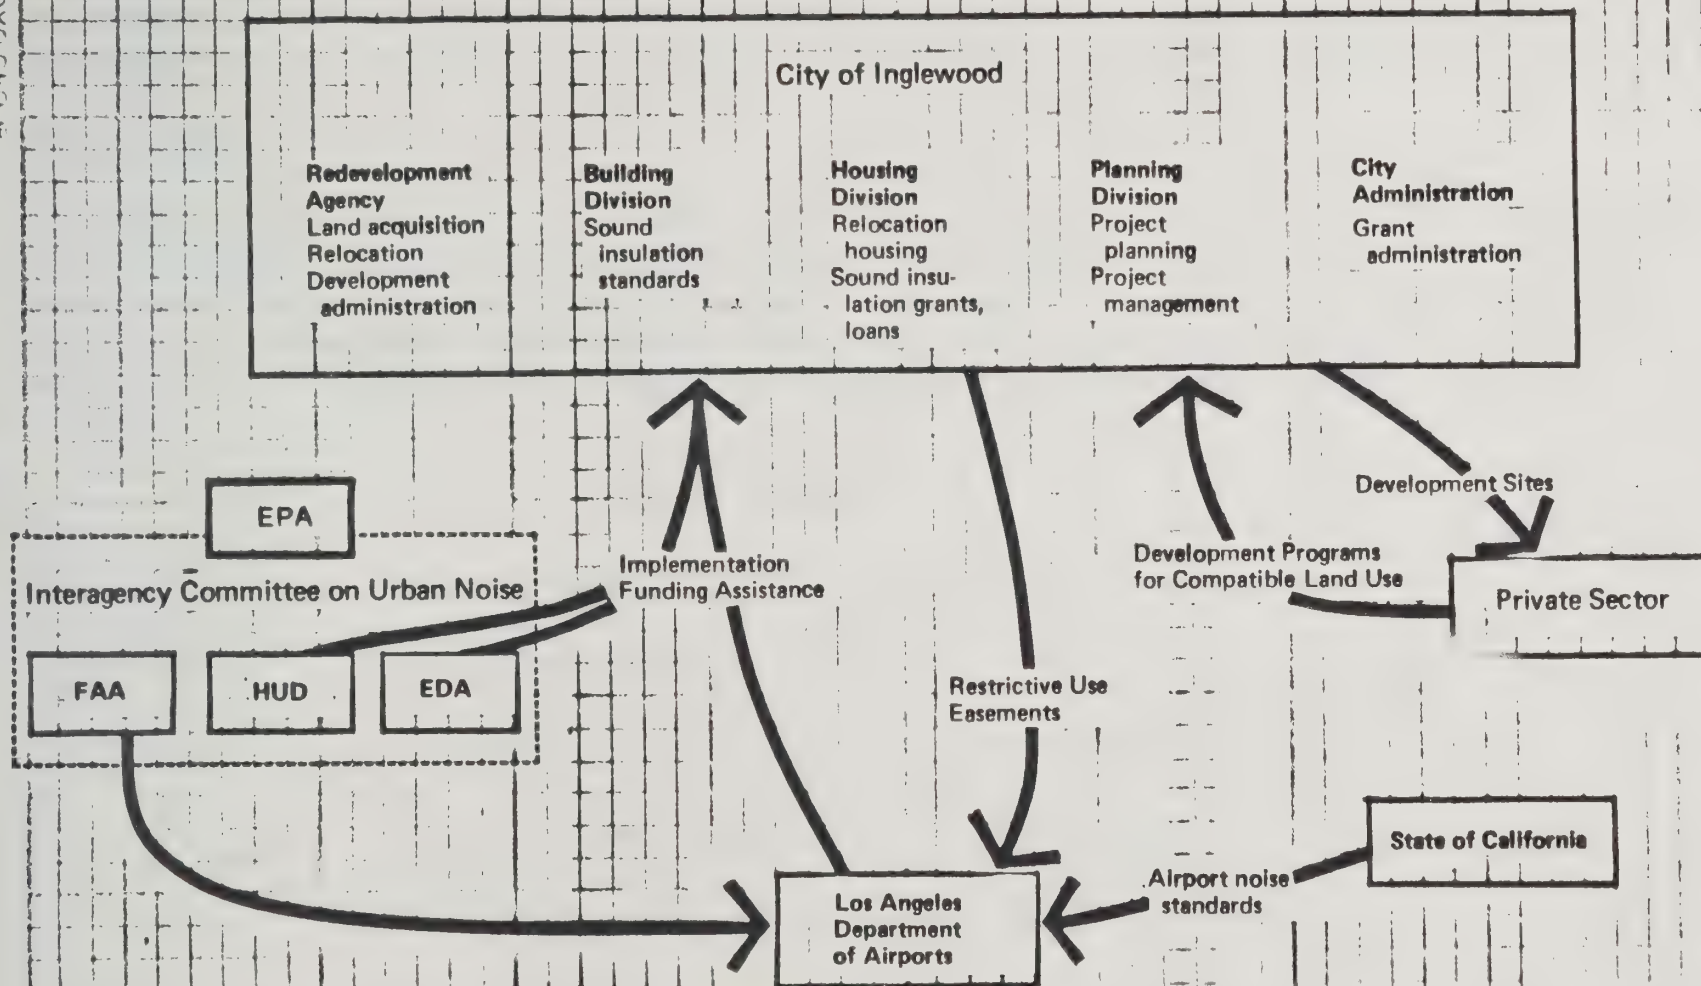 City of Inglewood
Redevelopment
Agency
Land acquisition
Relocation
Development
administration
Building
Division
Sound
insulation
standards
Housing
Division
Relocation
housing
Sound insu-
lation grants,
loans
Planning
Division
Project
planning
Project
management
City
Administration
Grant
administration
EPA
Interagency Committee on Urban Noise
FAA
HUD
EDA
Implementation
Funding Assistance
Restrictive Use
Easements
Development Sites
Development Programs
for Compatible Land Use
Private Sector
State of California
Airport noise
standards
Los Angeles
Department
of Airports